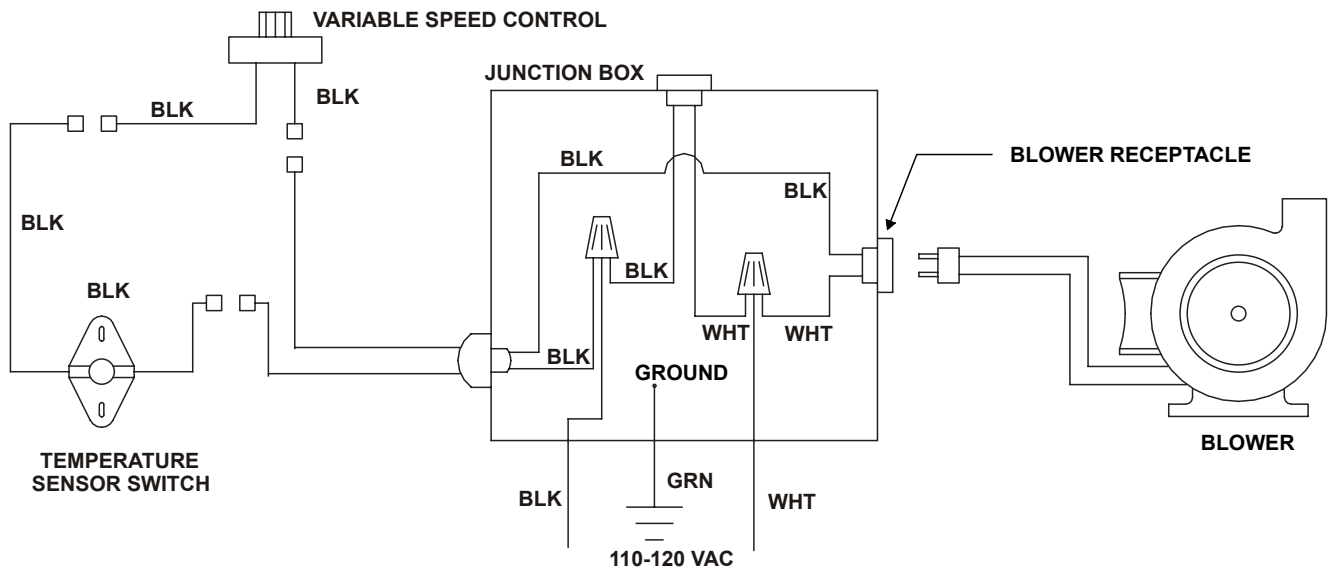 VARIABLE SPEED CONTROL
JUNCTION BOX
BLK
BLK
BLK
BLOWER RECEPTACLE
BLK
BLK
BLK
BLK
WHT
WHT
BLK
GROUND
BLOWER
TEMPERATURE
SENSOR SWITCH
GRN
BLK
WHT
110-120 VAC